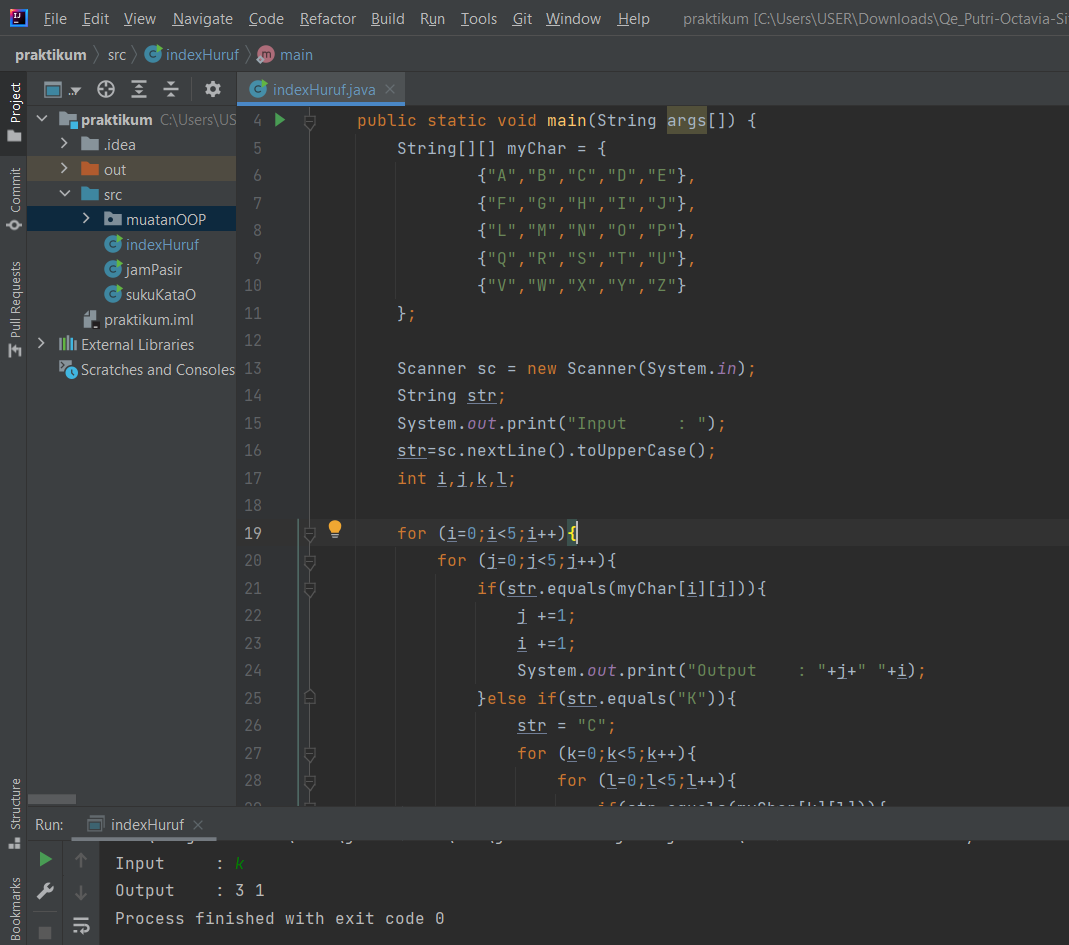 File Edit View Navigate Code Refactor Build Run Tools Git Window Help praktikum [C:\Users\USER\Downloads\Qe_Putri-Octavia-Si
praktikum src indexHuruf main
Project
Commit
Pull Requests
Structure
Bookmarks
praktikum C:\Users\US
.idea
out
src
muatanOOP
indexHuruf
jamPasir
sukuKataO
praktikum.iml
External Libraries
Scratches and Consoles
indexHuruf.java
4 public static void main(String args[]) {
5 String[][] myChar = {
6 {"A","B","C","D","E"},
7 {"F","G","H","I","J"},
8 {"L","M","N","O","P"},
9 {"Q","R","S","T","U"},
10 {"V","W","X","Y","Z"}
11 };
12
13 Scanner sc = new Scanner(System.in);
14 String str;
15 System.out.print("Input     : ");
16 str=sc.nextLine().toUpperCase();
17 int i,j,k,l;
18
19 for (i=0;i<5;i++){
20 for (j=0;j<5;j++){
21 if(str.equals(myChar[i][j])){
22 j +=1;
23 i +=1;
24 System.out.print("Output    : "+j+" "+i);
25 }else if(str.equals("K")){
26 str = "C";
27 for (k=0;k<5;k++){
28 for (l=0;l<5;l++){
if(str.equals(myChar[k][l])){
Run: indexHuruf
Input     : k
Output    : 3 1
Process finished with exit code 0